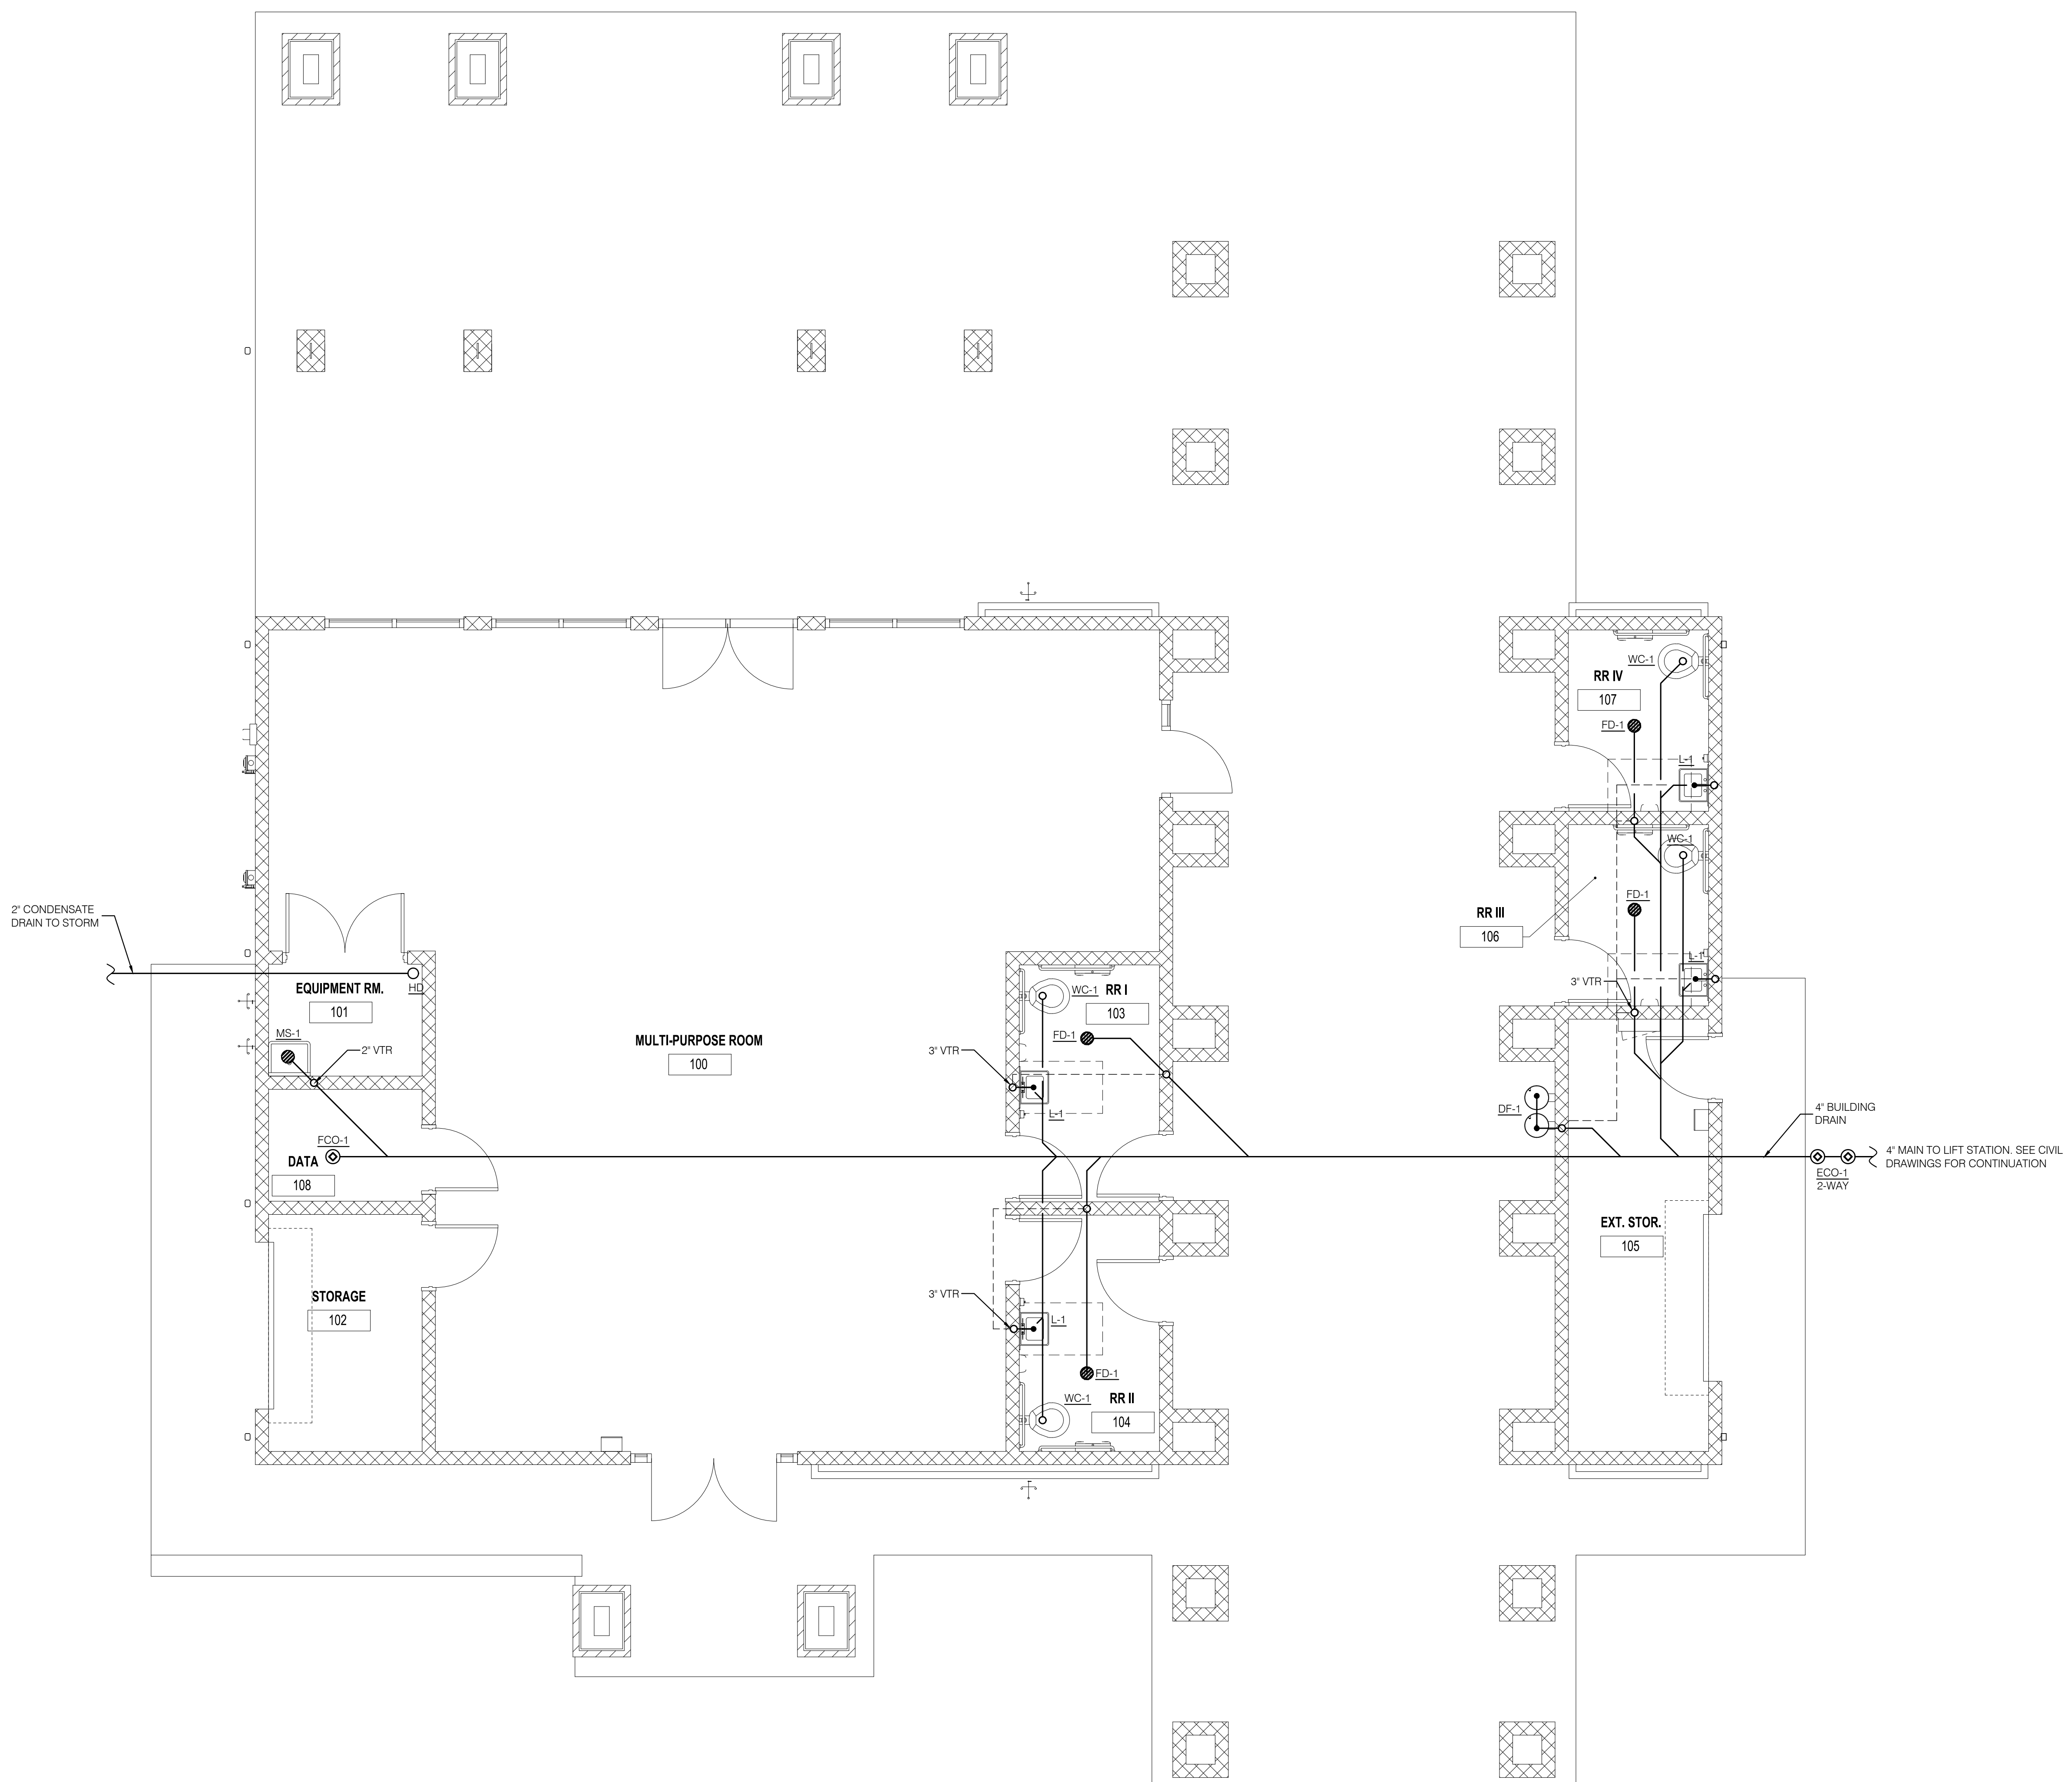 WC-1
RR IV
107
FD-1
L-1
WC-1
FD-1
2" CONDENSATE
DRAIN TO STORM
RR III
106
L-1
3" VTR
HD
EQUIPMENT RM.
101
WC-1
RR I
103
MS-1
FD-1
MULTI-PURPOSE ROOM
100
2" VTR
3" VTR
L-1
DF-1
4" BUILDING
DRAIN
FCO-1
DATA
108
4" MAIN TO LIFT STATION. SEE CIVIL
DRAWINGS FOR CONTINUATION
ECO-1
2-WAY
EXT. STOR.
105
STORAGE
102
3" VTR
L-1
FD-1
WC-1
RR II
104